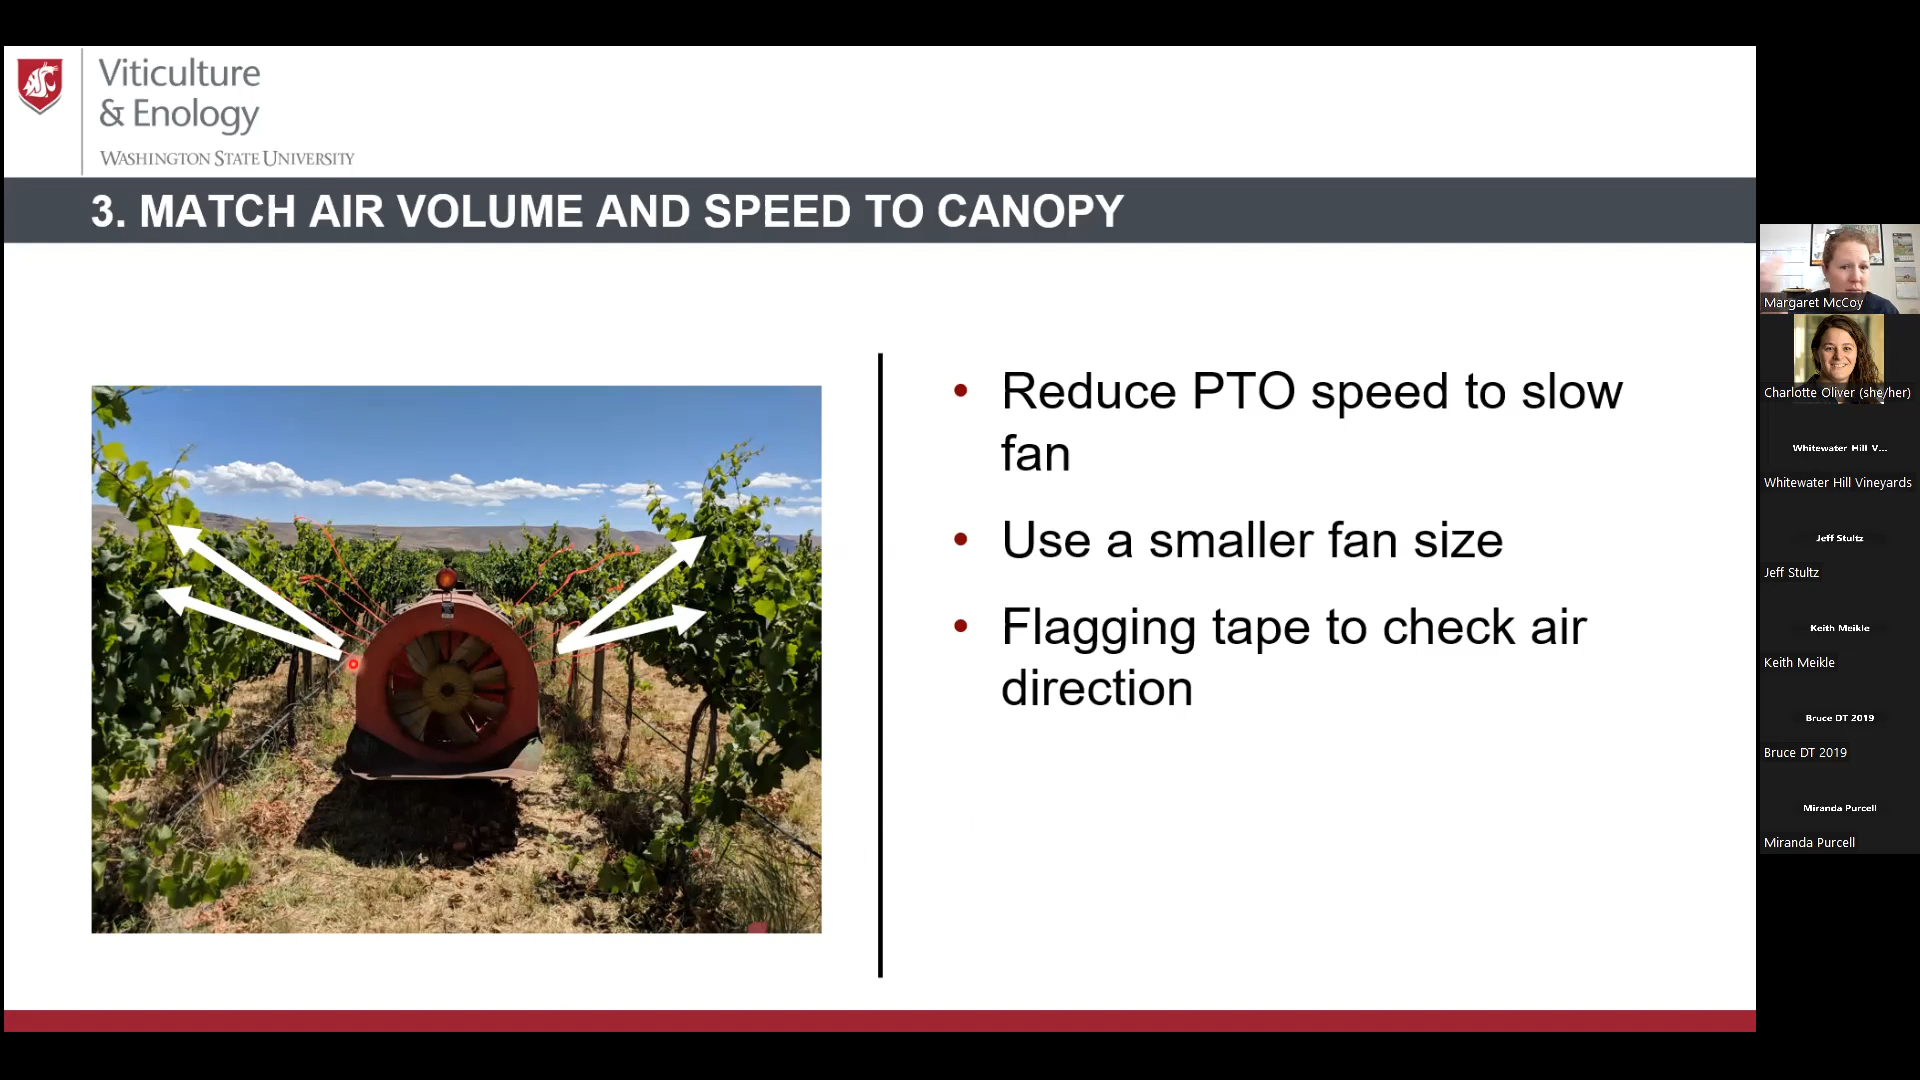 Viticulture
& Enology
WASHINGTON STATE UNIVERSITY
3. MATCH AIR VOLUME AND SPEED TO CANOPY
• Reduce PTO speed to slow
fan
• Use a smaller fan size
• Flagging tape to check air
direction
Margaret McCoy
Charlotte Oliver (she/her)
Whitewater Hill V...
Whitewater Hill Vineyards
Jeff Stultz
Jeff Stultz
Keith Meikle
Keith Meikle
Bruce DT 2019
Bruce DT 2019
Miranda Purcell
Miranda Purcell